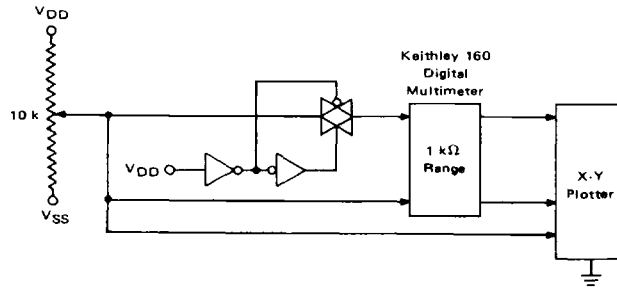 VDD
10 k
VSS
VDD
Keithley 160
Digital
Multimeter
1 kΩ
Range
X-Y
Plotter